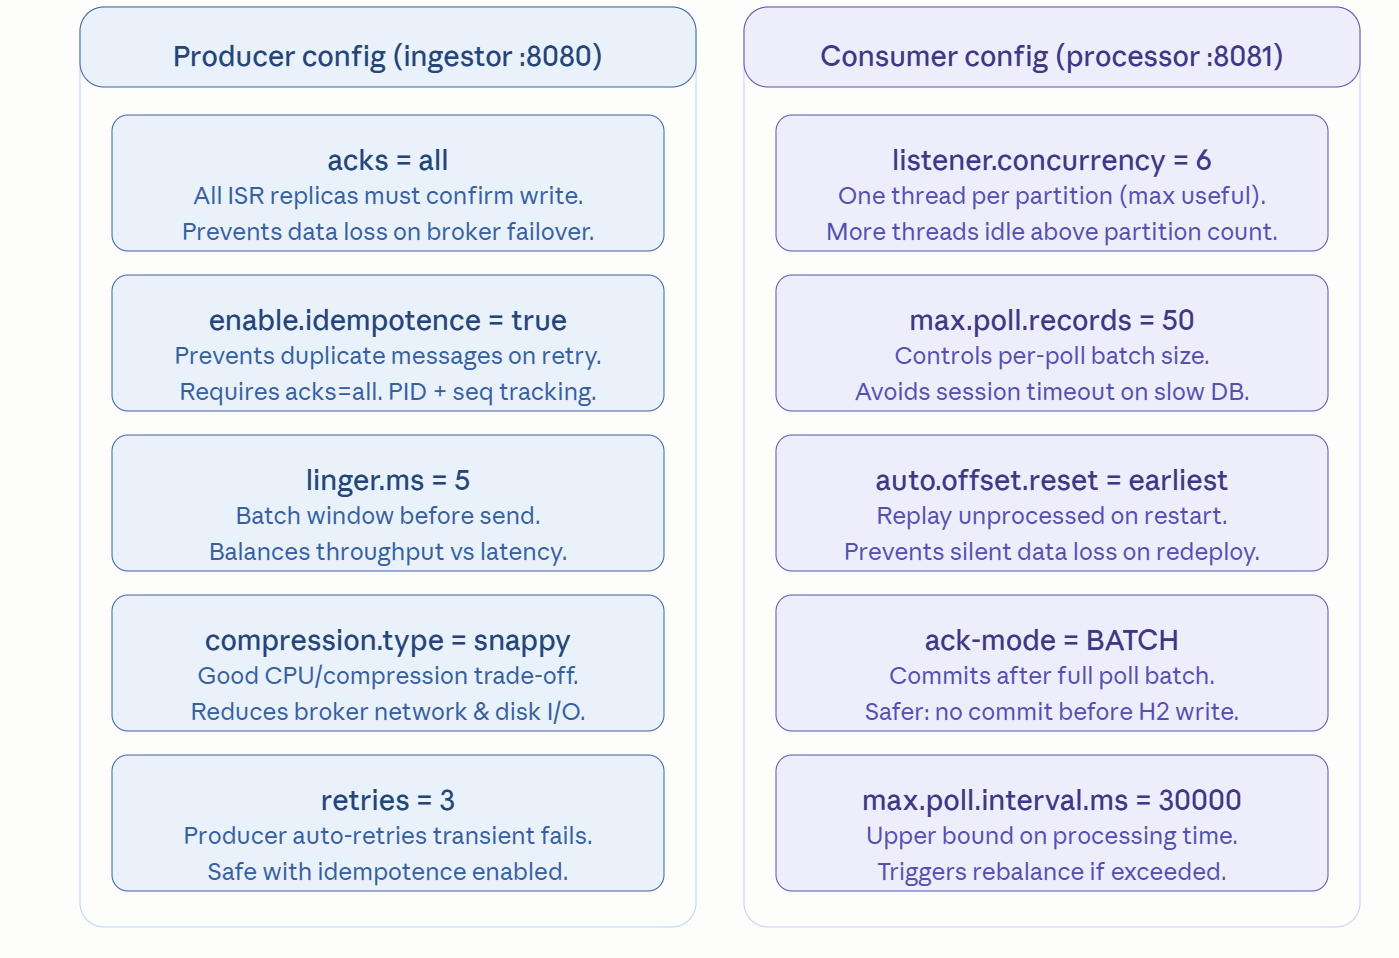 Producer config (ingestor :8080)
acks = all
All ISR replicas must confirm write.
Prevents data loss on broker failover.
enable.idempotence = true
Prevents duplicate messages on retry.
Requires acks=all. PID + seq tracking.
linger.ms = 5
Batch window before send.
Balances throughput vs latency.
compression.type = snappy
Good CPU/compression trade-off.
Reduces broker network & disk I/O.
retries = 3
Producer auto-retries transient fails.
Safe with idempotence enabled.
Consumer config (processor :8081)
listener.concurrency = 6
One thread per partition (max useful).
More threads idle above partition count.
max.poll.records = 50
Controls per-poll batch size.
Avoids session timeout on slow DB.
auto.offset.reset = earliest
Replay unprocessed on restart.
Prevents silent data loss on redeploy.
ack-mode = BATCH
Commits after full poll batch.
Safer: no commit before H2 write.
max.poll.interval.ms = 30000
Upper bound on processing time.
Triggers rebalance if exceeded.